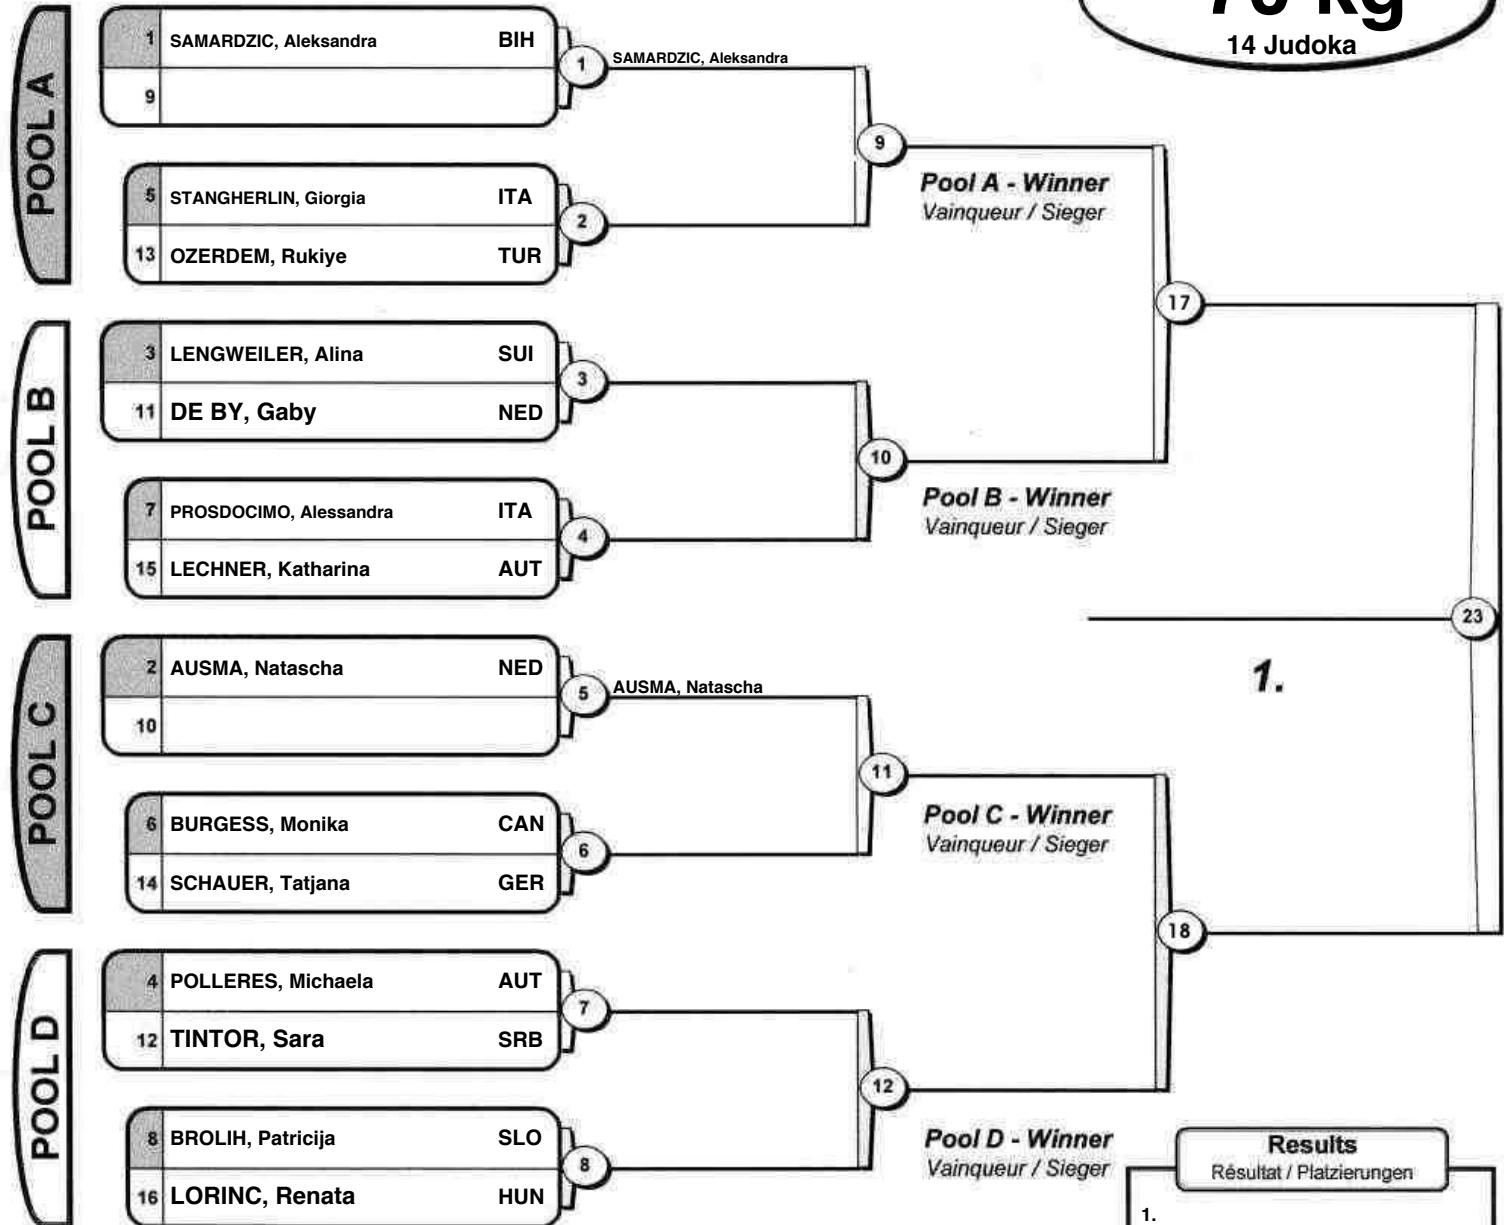 70 kg
14 Judoka
POOL A
1 SAMARDZIC, Aleksandra BIH
9
1
SAMARDZIC, Aleksandra
5 STANGHERLIN, Giorgia ITA
13 OZERDEM, Rukiye TUR
2
9
Pool A - Winner
Vainqueur / Sieger
POOL B
3 LENGWEILER, Alina SUI
11 DE BY, Gaby NED
3
7 PROSDOCIMO, Alessandra ITA
15 LECHNER, Katharina AUT
4
10
Pool B - Winner
Vainqueur / Sieger
17
POOL C
2 AUSMA, Natascha NED
10
5
AUSMA, Natascha
6 BURGESS, Monika CAN
14 SCHAUER, Tatjana GER
6
11
Pool C - Winner
Vainqueur / Sieger
POOL D
4 POLLERES, Michaela AUT
12 TINTOR, Sara SRB
7
8 BROLIH, Patricija SLO
16 LORINC, Renata HUN
8
12
Pool D - Winner
Vainqueur / Sieger
18
23
1.
Results
Résultat / Platzierungen
1.